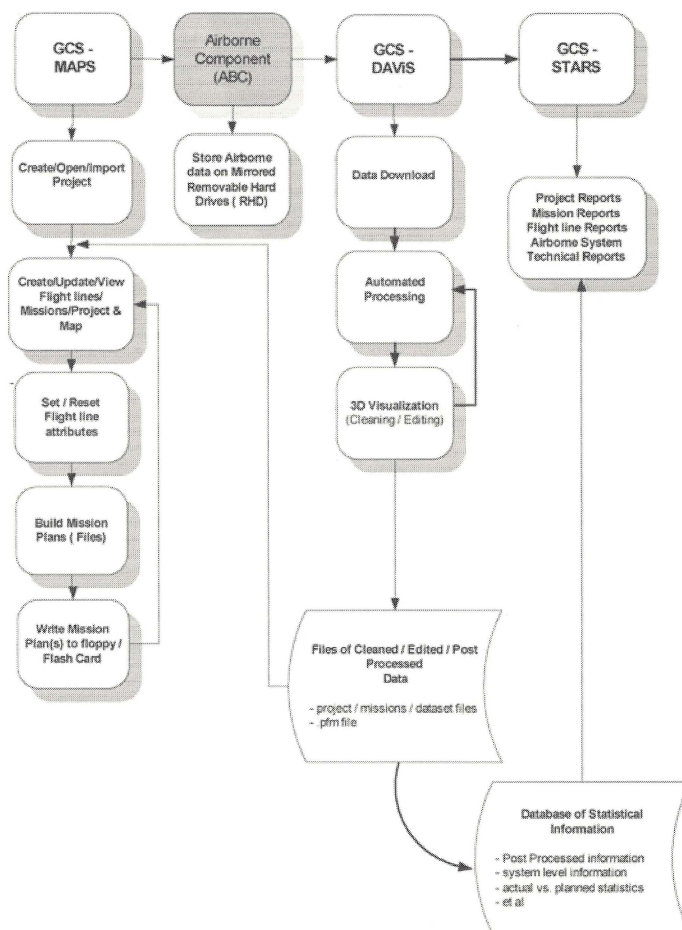 GCS -
MAPS
Airborne
Component
(ABC)
GCS -
DAViS
GCS -
STARS
Create/Open/Import
Project
Store Airborne
data on Mirrored
Removable Hard
Drives ( RHD)
Data Download
Project Reports
Mission Reports
Flight line Reports
Airborne System
Technical Reports
Create/Update/View
Flight lines/
Missions/Project &
Map
Automated
Processing
Set / Reset
Flight line
attributes
3D Visualization
(Cleaning / Editing)
Build Mission
Plans ( Files)
Write Mission
Plan(s) to floppy /
Flash Card
Files of Cleaned / Edited / Post
Processed
Data
- project / missions / dataset files
- .pfm file
Database of Statistical
Information
- Post Processed information
- system level information
- actual vs. planned statistics
- et al